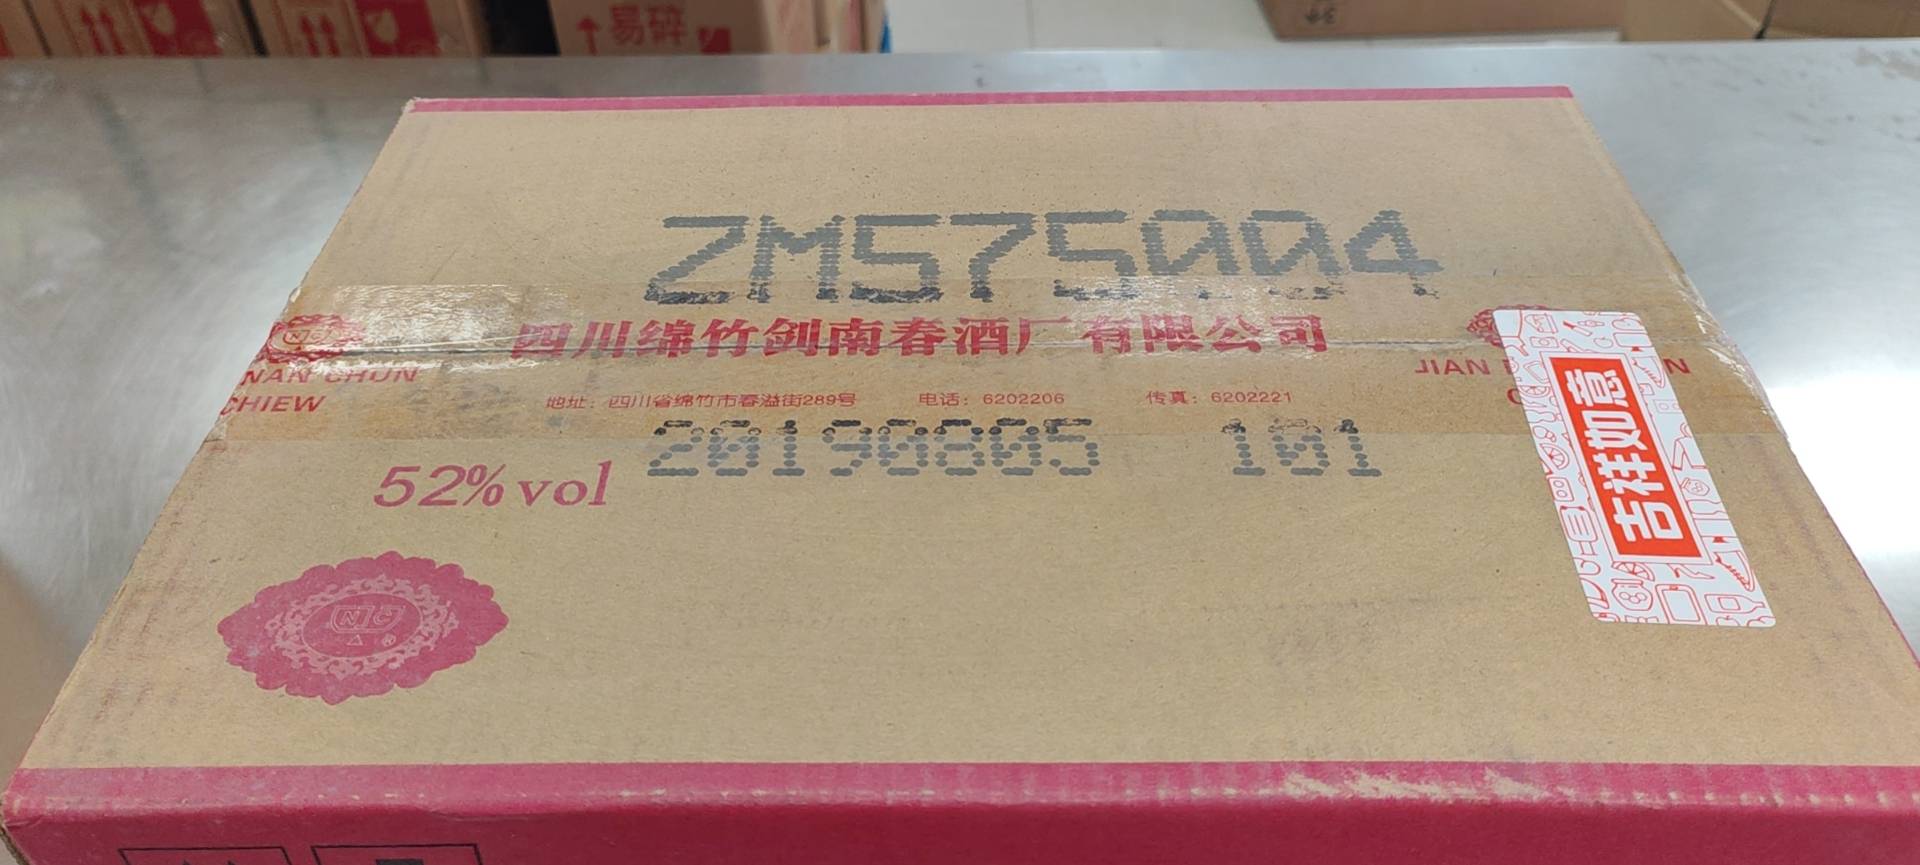 易碎
ZM575004
四川绵竹剑南春酒厂有限公司
NAN CHUN
CHIEW
JIAN
地址：四川省绵竹市春溢街289号 电话：6202206 传真：6202221
20190805 101
52%vol
吉祥如意